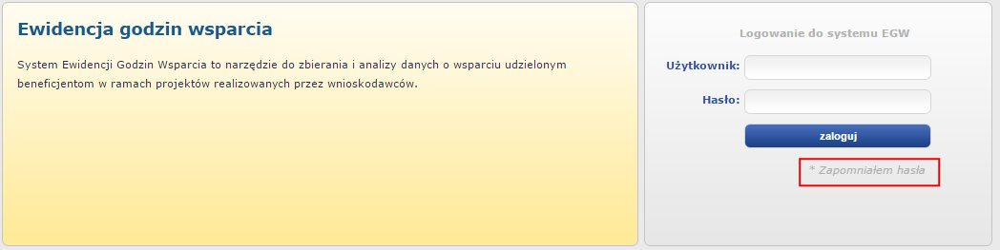 Ewidencja godzin wsparcia
System Ewidencji Godzin Wsparcia to narzędzie do zbierania i analizy danych o wsparciu udzielonym
beneficjentom w ramach projektów realizowanych przez wnioskodawców.
Logowanie do systemu EGW
Użytkownik:
Hasło:
zaloguj
* Zapomniałem hasła